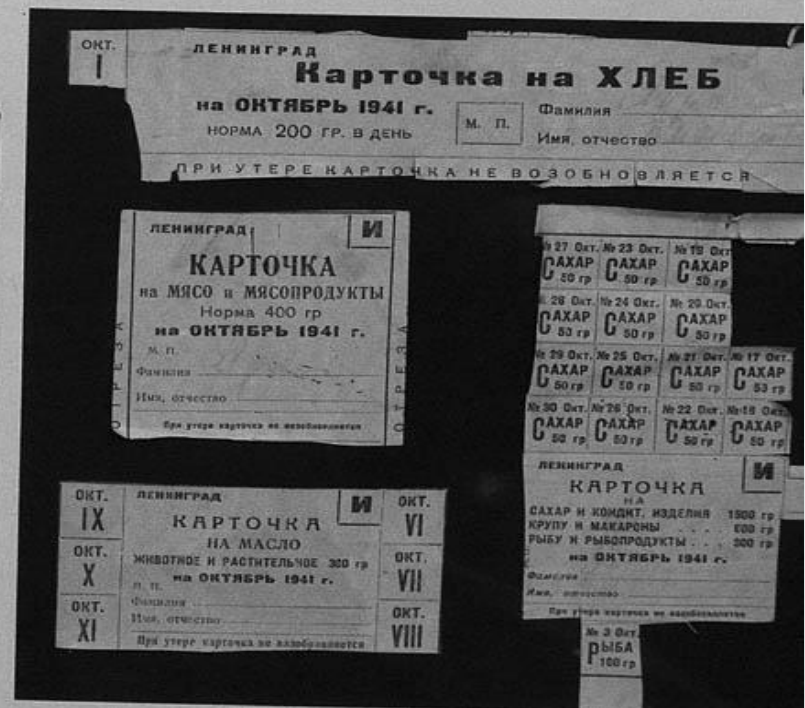 ОКТ.
I
ЛЕНИНГРАД
Карточка на ХЛЕБ
на ОКТЯБРЬ 1941 г.
НОРМА 200 ГР. В ДЕНЬ
М. П.
Фамилия
Имя, отчество
ПРИ УТЕРЕ КАРТОЧКА НЕ ВОЗОБНОВЛЯЕТСЯ
ЛЕНИНГРАД
И
КАРТОЧКА
на МЯСО и МЯСОПРОДУКТЫ
Норма 400 гр
на ОКТЯБРЬ 1941 г.
М. П.
Фамилия
Имя, отчество
При утере карточка не возобновляется
ОТРЕЗА
ОТРЕЗА
№ 27 Окт. № 23 Окт. № 19 Окт.
САХАР САХАР САХАР
50 гр 50 гр 50 гр
№ 28 Окт. № 24 Окт. № 20 Окт.
САХАР САХАР САХАР
50 гр 50 гр 50 гр
№ 29 Окт. № 25 Окт. № 21 Окт. № 17 Окт.
САХАР САХАР САХАР САХАР
50 гр 50 гр 50 гр 50 гр
№ 30 Окт. № 26 Окт. № 22 Окт. № 18 Окт.
САХАР САХАР САХАР САХАР
50 гр 50 гр 50 гр 50 гр
ЛЕНИНГРАД
И
КАРТОЧКА
НА
САХАР И КОНДИТ. ИЗДЕЛИЯ 1500 гр
КРУПУ И МАКАРОНЫ . . . 600 гр
РЫБУ И РЫБОПРОДУКТЫ . . . 300 гр
на ОКТЯБРЬ 1941 г.
Фамилия
Имя, отчество
При утере карточка не возобновляется
№ 3 Окт.
РЫБА
100 гр
ОКТ.
IX
ОКТ.
X
ОКТ.
XI
ЛЕНИНГРАД
И
КАРТОЧКА
НА МАСЛО
ЖИВОТНОЕ И РАСТИТЕЛЬНОЕ 300 гр
на ОКТЯБРЬ 1941 г.
М. П.
Фамилия
Имя, отчество
При утере карточка не возобновляется
ОКТ.
VI
ОКТ.
VII
ОКТ.
VIII